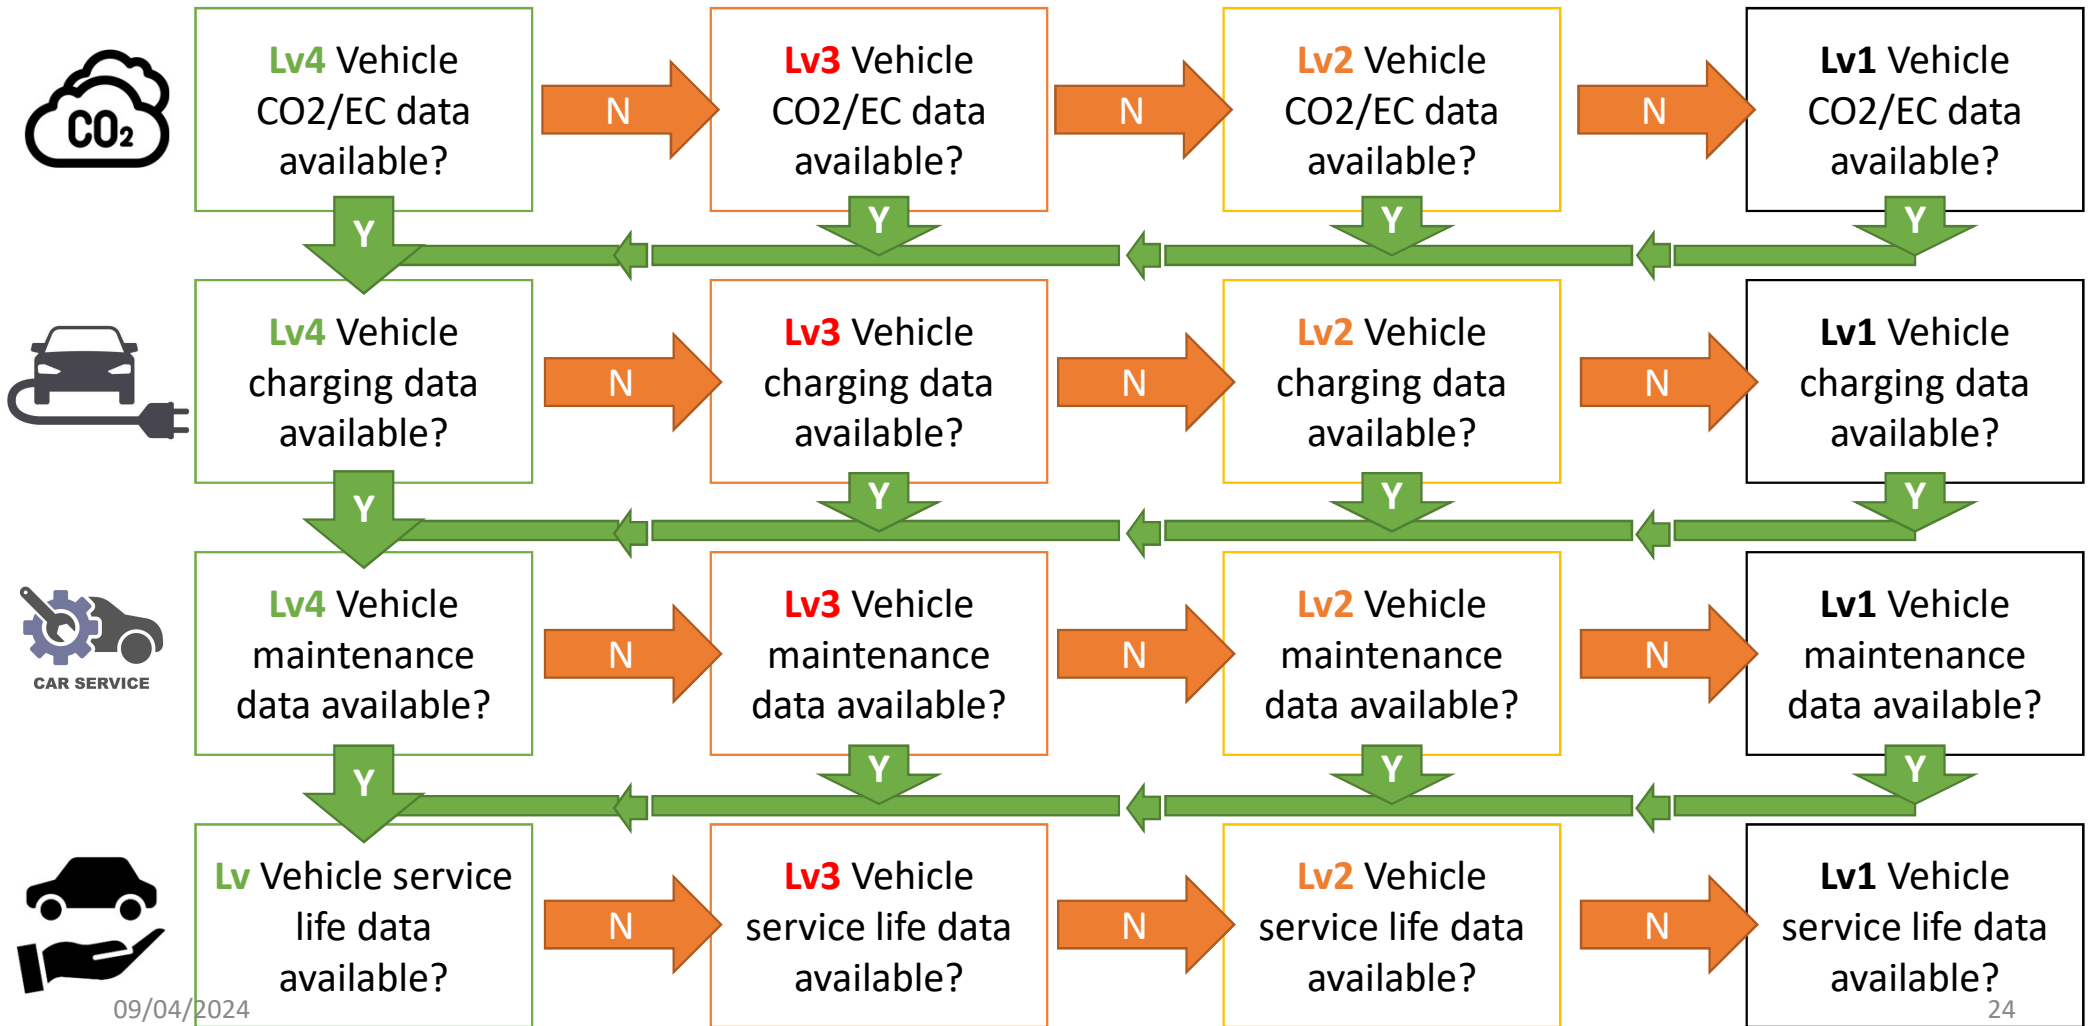 CO2
Lv4 Vehicle
CO2/EC data
available?
N
Lv3 Vehicle
CO2/EC data
available?
N
Lv2 Vehicle
CO2/EC data
available?
N
Lv1 Vehicle
CO2/EC data
available?
Y
Y
Y
Y
Lv4 Vehicle
charging data
available?
N
Lv3 Vehicle
charging data
available?
N
Lv2 Vehicle
charging data
available?
N
Lv1 Vehicle
charging data
available?
Y
Y
Y
Y
CAR SERVICE
Lv4 Vehicle
maintenance
data available?
N
Lv3 Vehicle
maintenance
data available?
N
Lv2 Vehicle
maintenance
data available?
N
Lv1 Vehicle
maintenance
data available?
Y
Y
Y
Y
Lv Vehicle service
life data
available?
N
Lv3 Vehicle
service life data
available?
N
Lv2 Vehicle
service life data
available?
N
Lv1 Vehicle
service life data
available?
09/04/2024
24